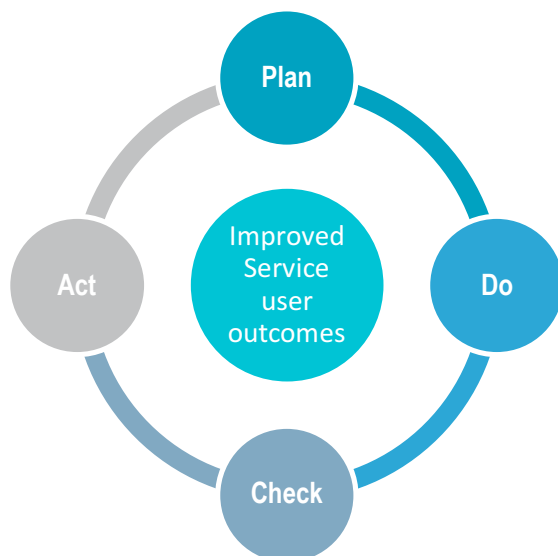 Plan
Improved
Service
user
outcomes
Act
Do
Check